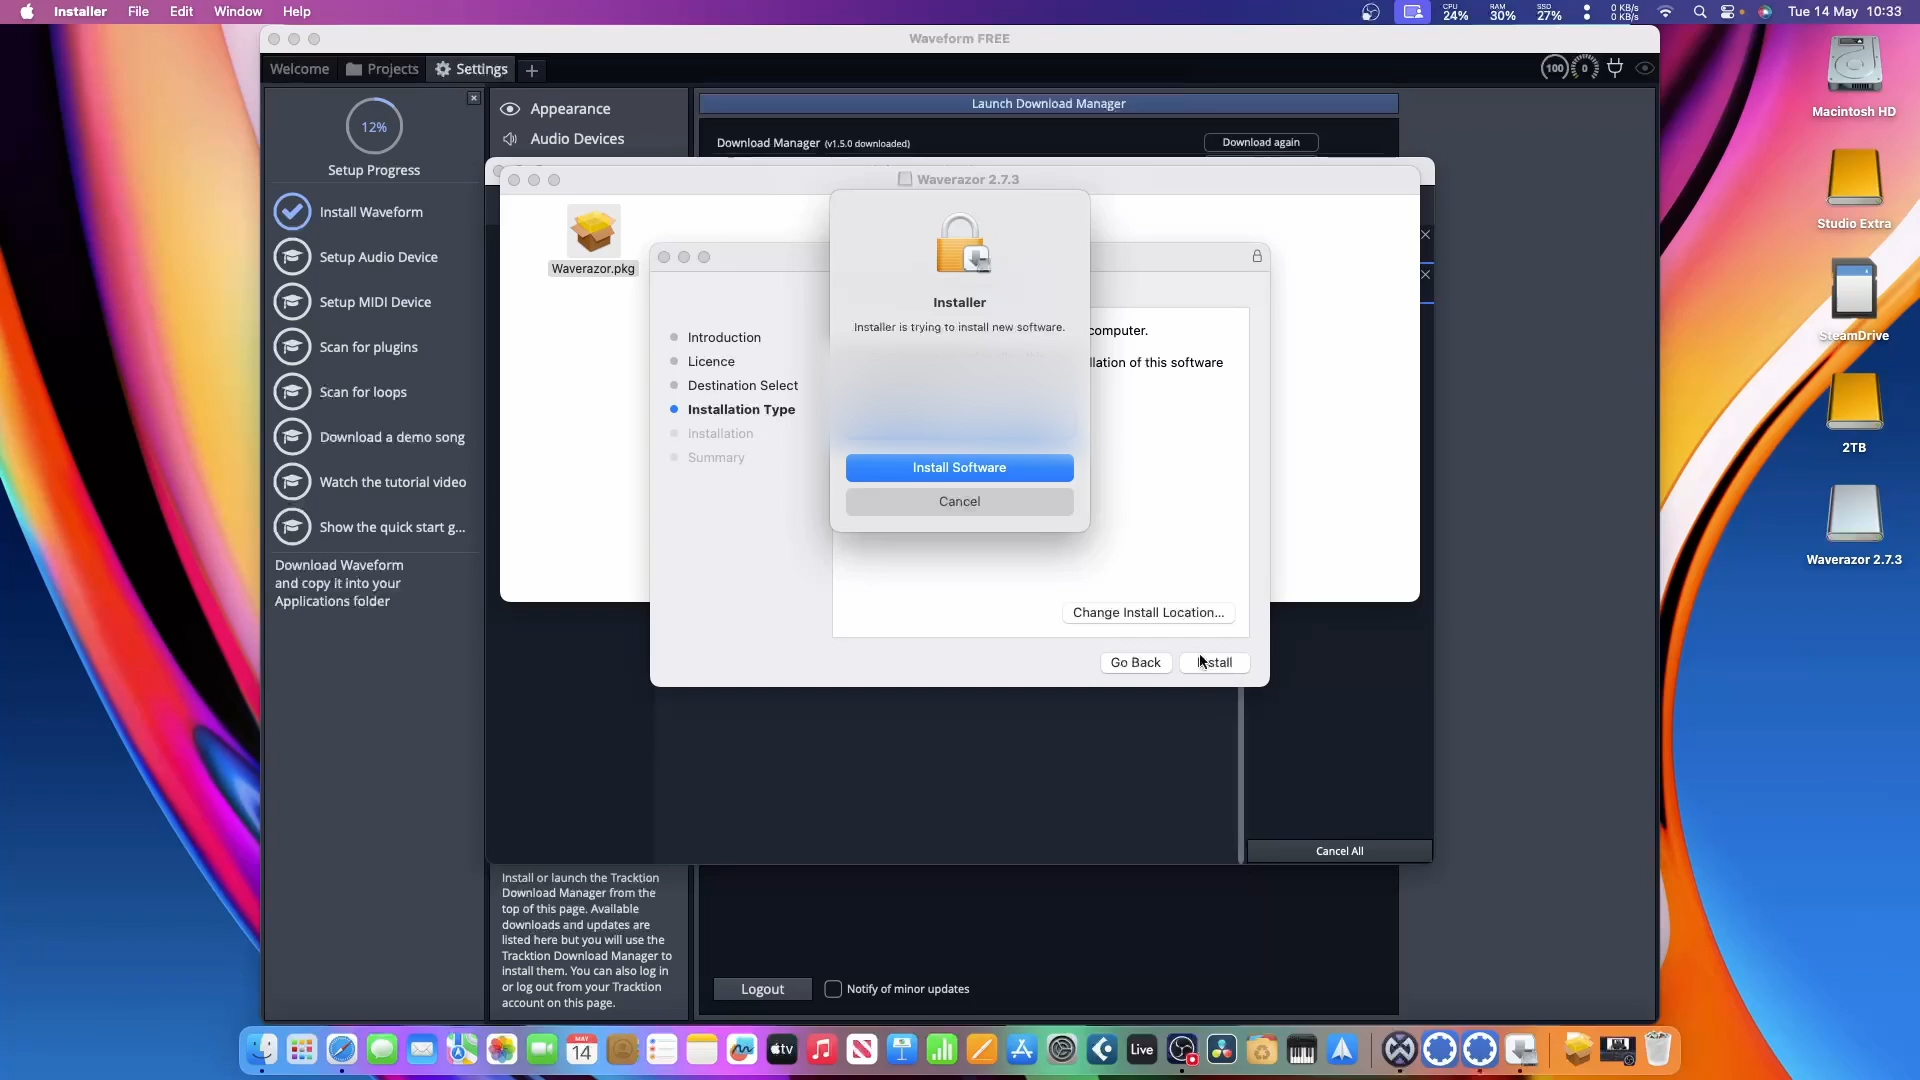 Installer
File
Edit
Window
Help
CPU
24%
RAM
30%
SSD
27%
0 KB/s
0 KB/s
Tue 14 May 10:33
Waveform FREE
Welcome
Projects
Settings
100
0
12%
Setup Progress
Install Waveform
Setup Audio Device
Setup MIDI Device
Scan for plugins
Scan for loops
Download a demo song
Watch the tutorial video
Show the quick start g...
Download Waveform
and copy it into your
Applications folder
Appearance
Audio Devices
Launch Download Manager
Download Manager (v1.5.0 downloaded)
Download again
Waverazor 2.7.3
Waverazor.pkg
Introduction
Licence
Destination Select
Installation Type
Installation
Summary
computer.
llation of this software
Change Install Location...
Go Back
Installer
Installer is trying to install new software.
Install Software
Cancel
Cancel All
Install or launch the Tracktion
Download Manager from the
top of this page. Available
downloads and updates are
listed here but you will use the
Tracktion Download Manager to
install them. You can also log in
or log out from your Tracktion
account on this page.
Logout
Notify of minor updates
Macintosh HD
Studio Extra
SteamDrive
2TB
Waverazor 2.7.3
MAY
14
tv
Live